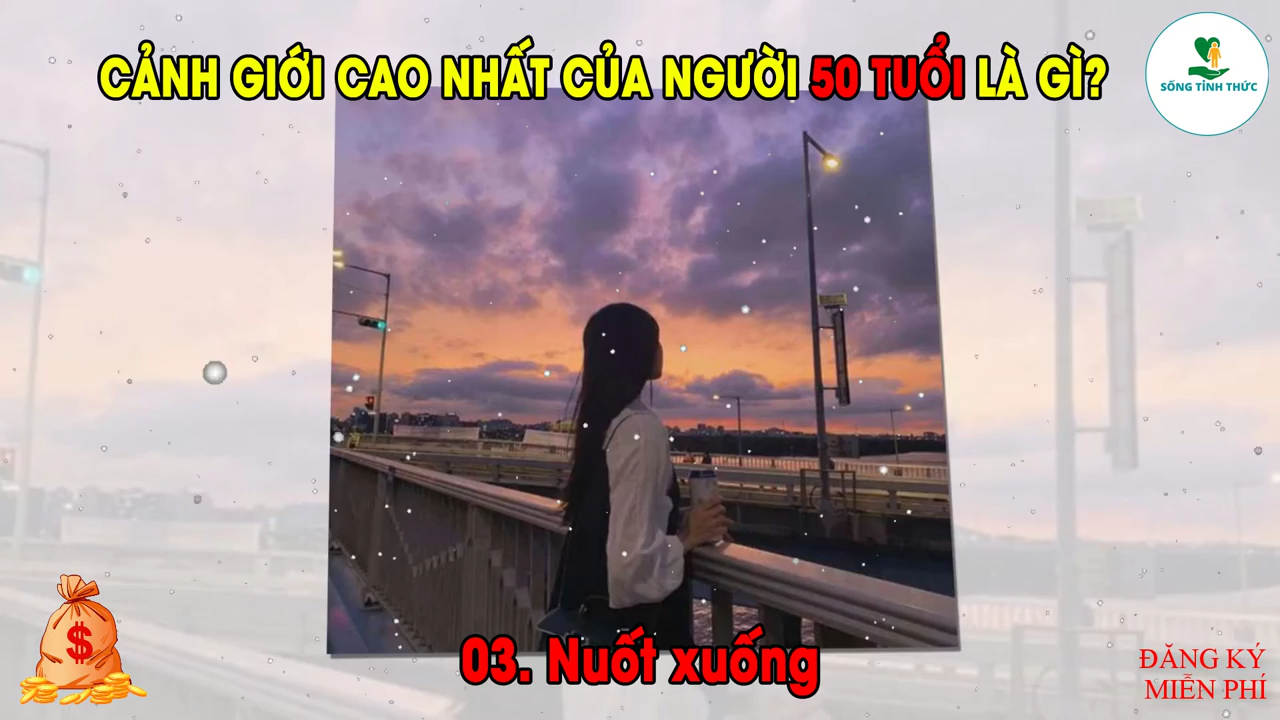 CẢNH GIỚI CAO NHẤT CỦA NGƯỜI 50 TUỔI LÀ GÌ?
SỐNG TỈNH THỨC
$
03. Nuốt xuống
ĐĂNG KÝ
MIỄN PHÍ